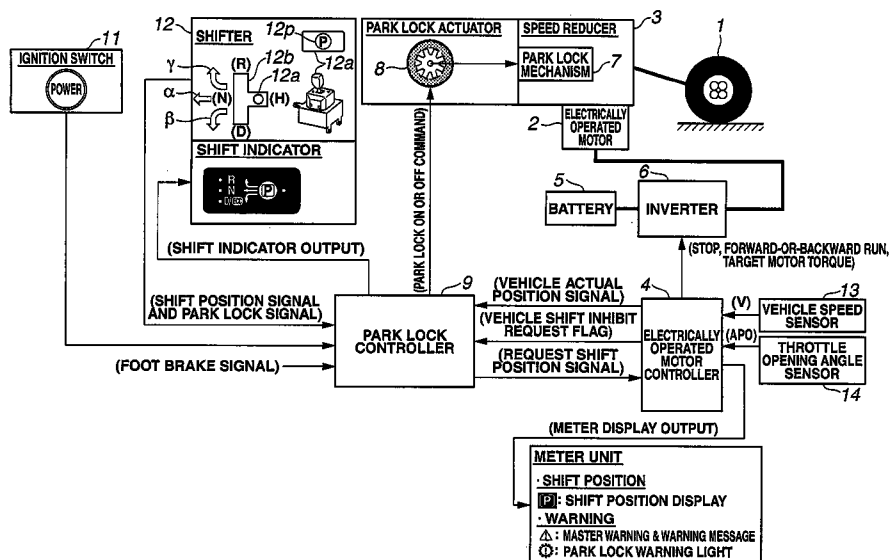 11
IGNITION SWITCH
POWER
12
SHIFTER
12p
P
12a
(R)
12b
12a
γ
α
(N)
(H)
β
(D)
SHIFT INDICATOR
· R
· N
P
PARK LOCK ACTUATOR
8
SPEED REDUCER
3
PARK LOCK
MECHANISM
7
1
2
ELECTRICALLY
OPERATED
MOTOR
5
BATTERY
6
INVERTER
(PARK LOCK ON OR OFF COMMAND)
(STOP, FORWARD-OR-BACKWARD RUN,
TARGET MOTOR TORQUE)
(SHIFT INDICATOR OUTPUT)
(SHIFT POSITION SIGNAL
AND PARK LOCK SIGNAL)
(FOOT BRAKE SIGNAL)
9
PARK LOCK
CONTROLLER
(VEHICLE ACTUAL
POSITION SIGNAL)
(VEHICLE SHIFT INHIBIT
REQUEST FLAG)
(REQUEST SHIFT
POSITION SIGNAL)
4
ELECTRICALLY
OPERATED
MOTOR
CONTROLLER
(V)
13
VEHICLE SPEED
SENSOR
(APO)
THROTTLE
OPENING ANGLE
SENSOR
14
(METER DISPLAY OUTPUT)
METER UNIT
· SHIFT POSITION
P : SHIFT POSITION DISPLAY
· WARNING
⚠ : MASTER WARNING & WARNING MESSAGE
: PARK LOCK WARNING LIGHT